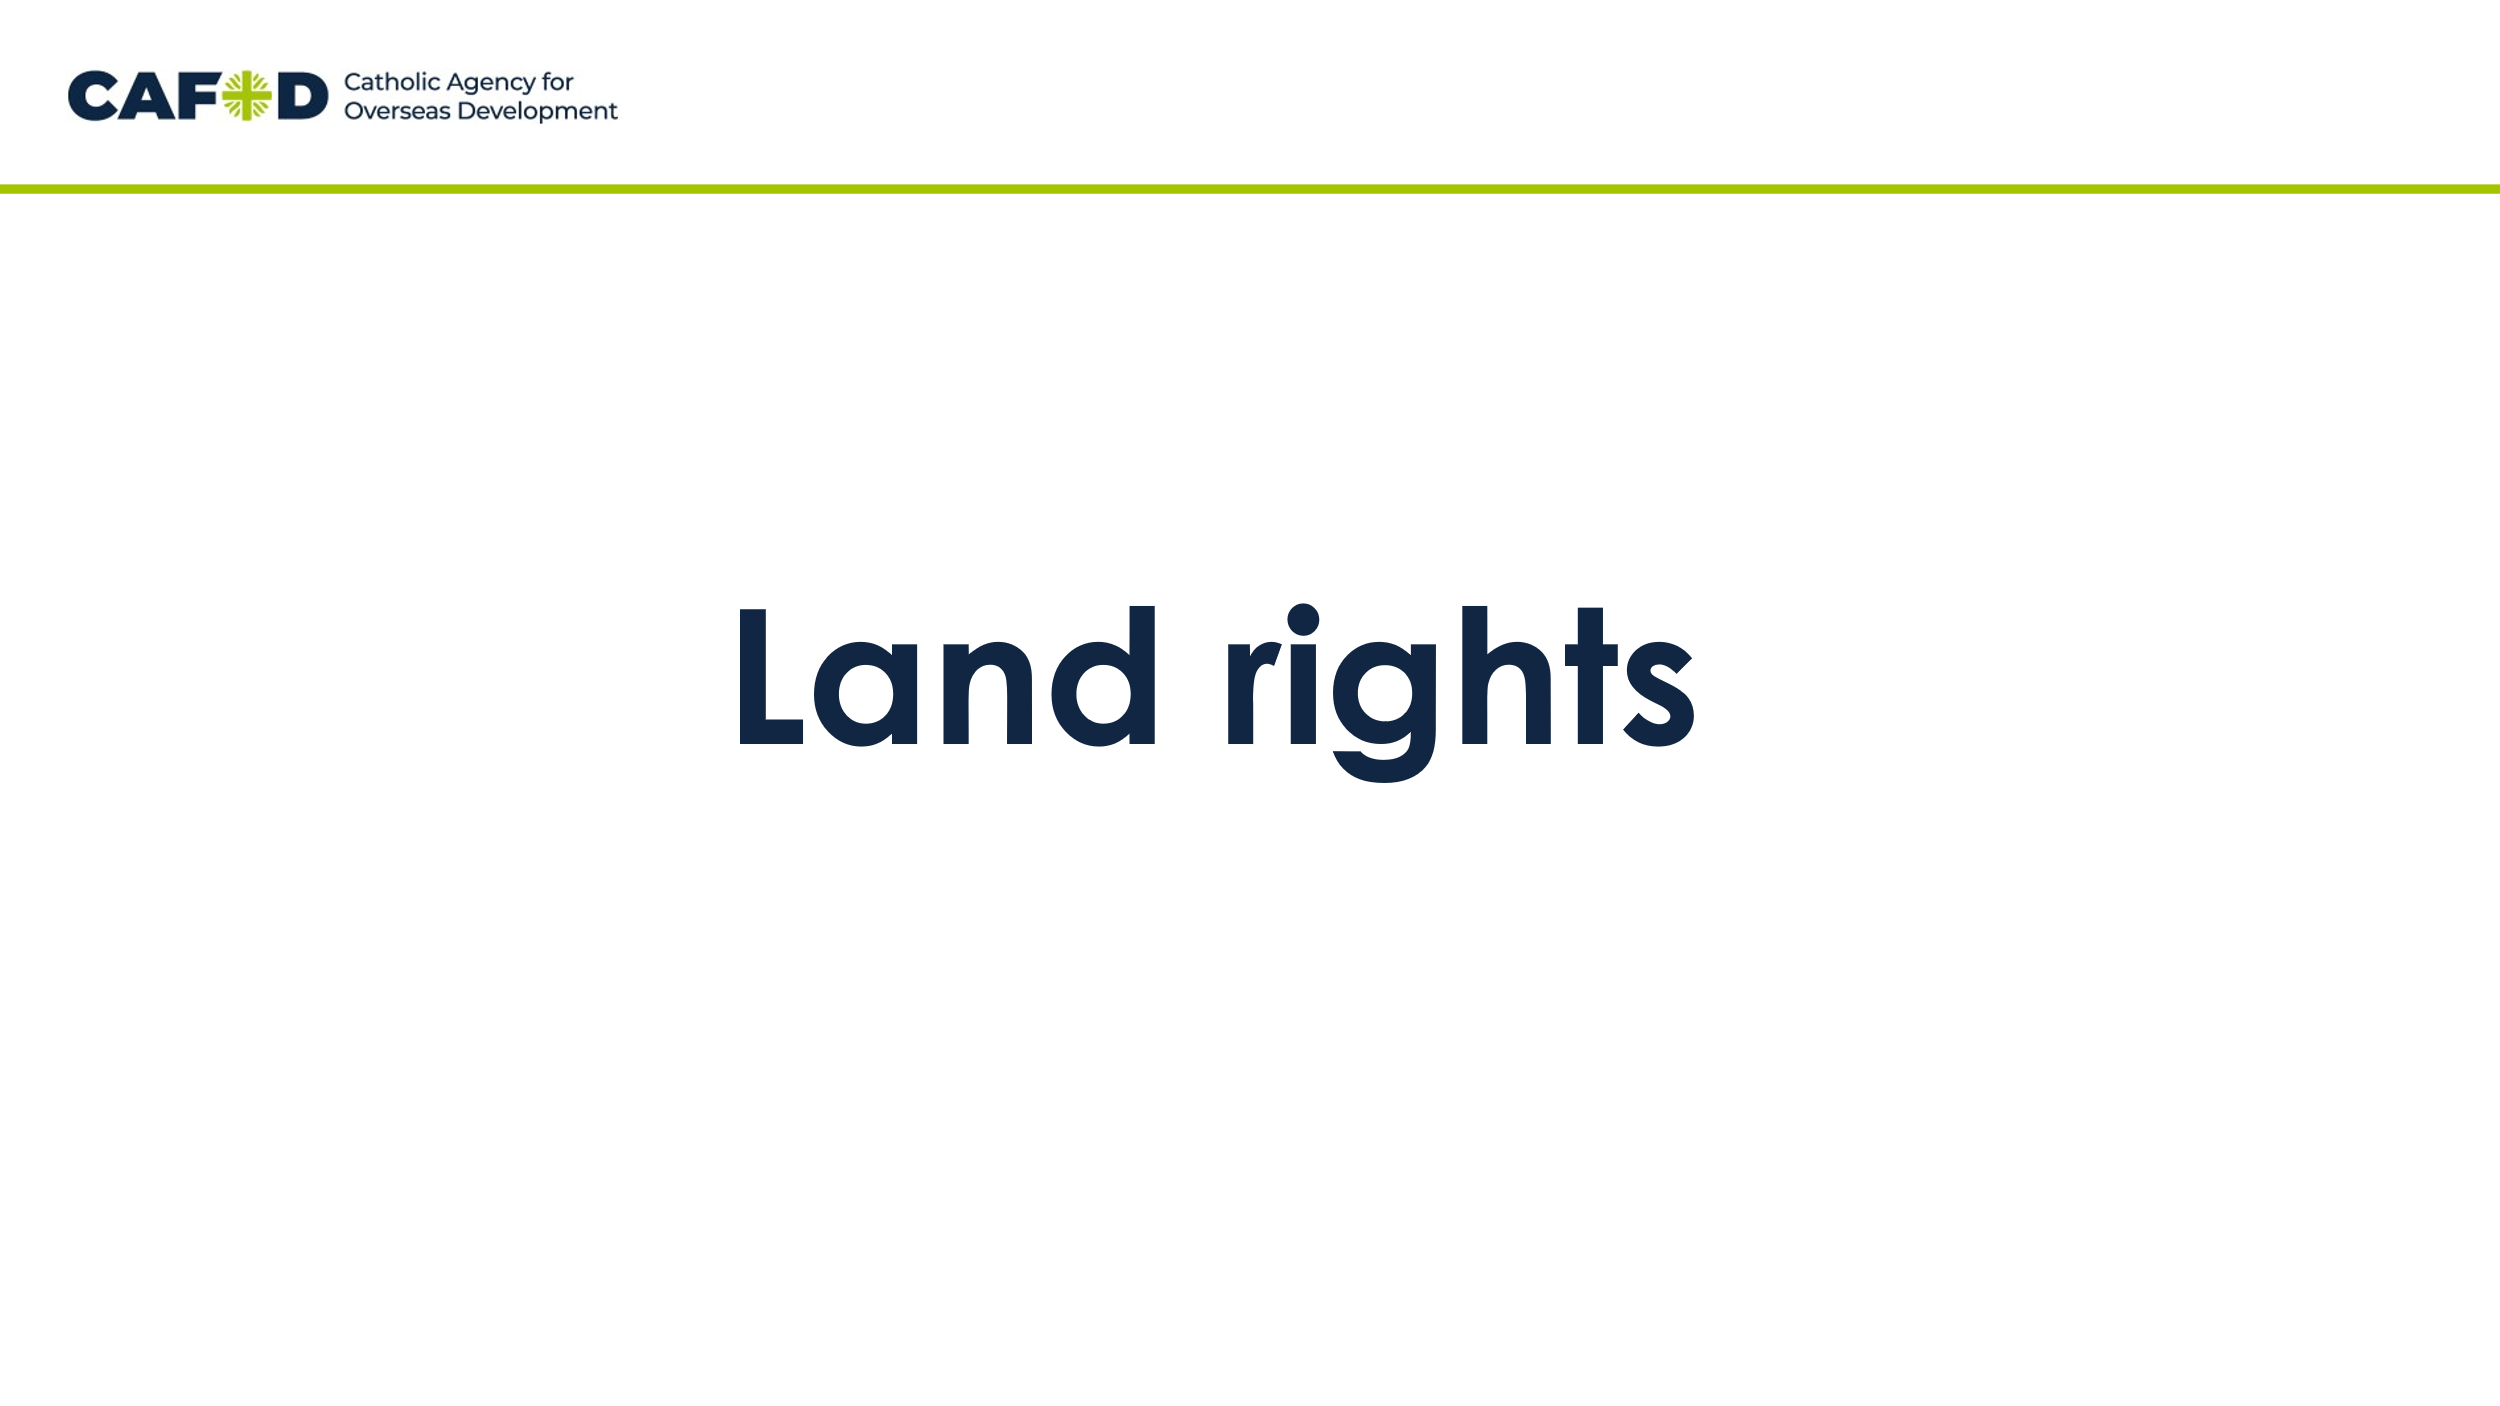 CAFOD Catholic Agency for
Overseas Development
Land rights